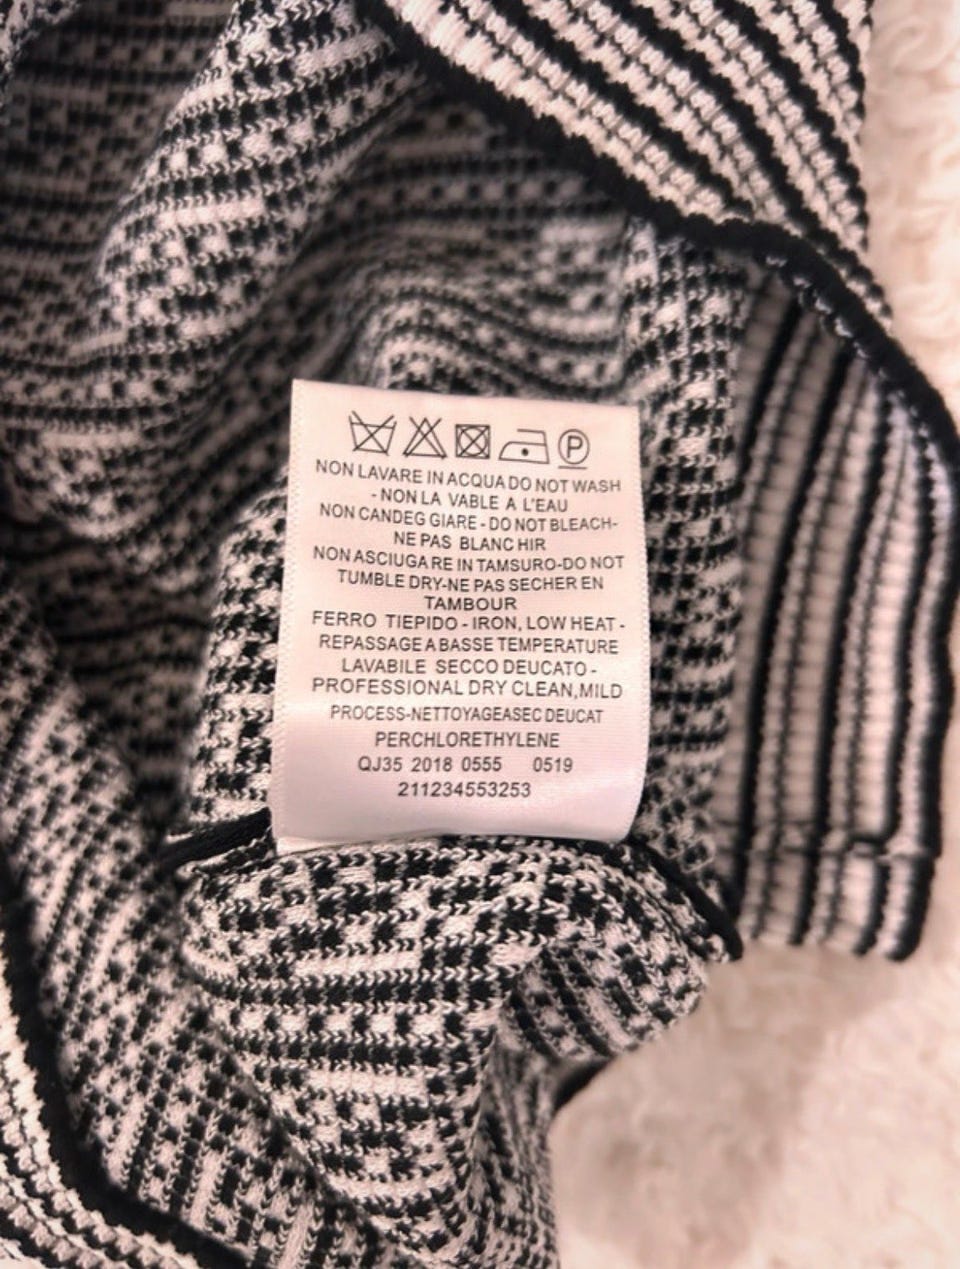 P
NON LAVARE IN ACQUA DO NOT WASH
- NON LA VABLE A L'EAU
NON CANDEG GIARE - DO NOT BLEACH-
NE PAS BLANC HIR
NON ASCIUGA RE IN TAMSURO-DO NOT
TUMBLE DRY-NE PAS SECHER EN
TAMBOUR
FERRO TIEPIDO - IRON, LOW HEAT -
REPASSAGE A BASSE TEMPERATURE
LAVABILE SECCO DEUCATO -
PROFESSIONAL DRY CLEAN,MILD
PROCESS-NETTOYAGEASEC DEUCAT
PERCHLORETHYLENE
QJ35 2018 0555 0519
211234553253